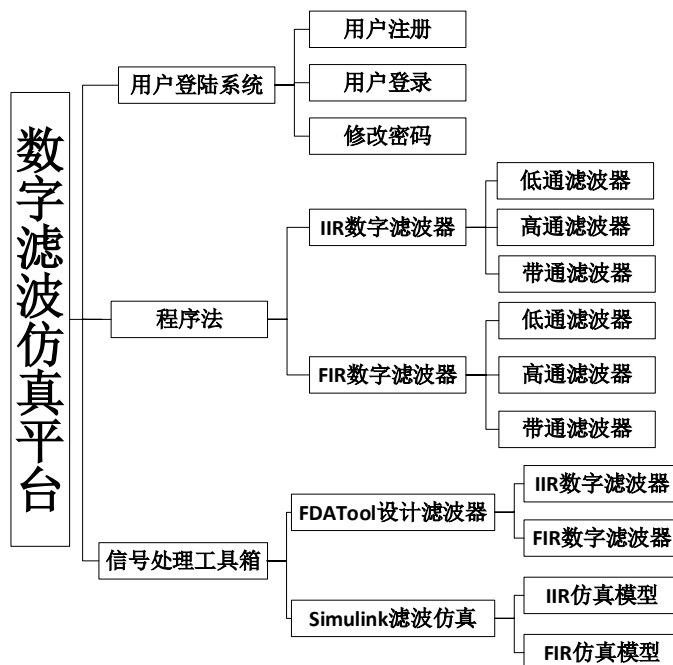 数字滤波仿真平台
用户登陆系统
用户注册
用户登录
修改密码
程序法
IIR数字滤波器
低通滤波器
高通滤波器
带通滤波器
FIR数字滤波器
低通滤波器
高通滤波器
带通滤波器
信号处理工具箱
FDATool设计滤波器
IIR数字滤波器
FIR数字滤波器
Simulink滤波仿真
IIR仿真模型
FIR仿真模型